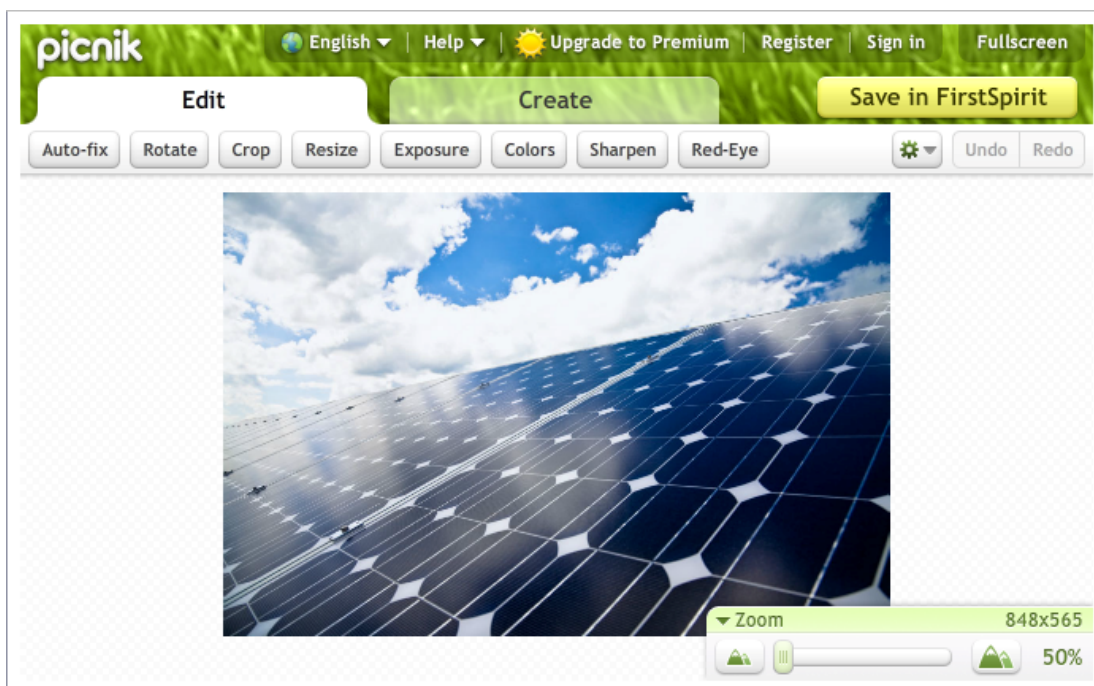 picnik English Help Upgrade to Premium Register Sign in Fullscreen
Edit Create Save in FirstSpirit
Auto-fix Rotate Crop Resize Exposure Colors Sharpen Red-Eye Undo Redo
Zoom 848x565
50%